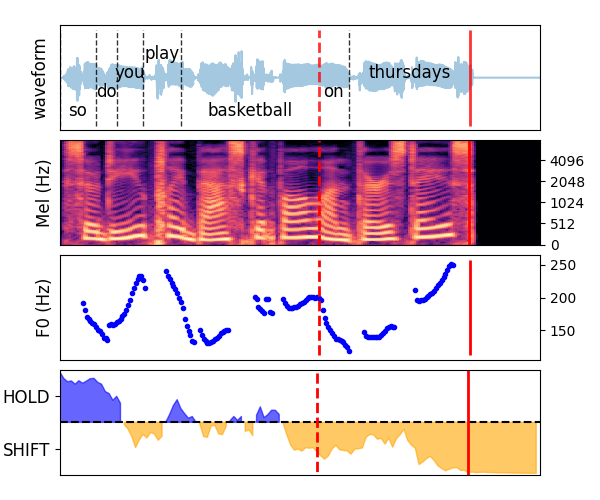 waveform
so
do
you
play
basketball
on
thursdays
Mel (Hz)
4096
2048
1024
512
0
F0 (Hz)
250
200
150
HOLD
SHIFT